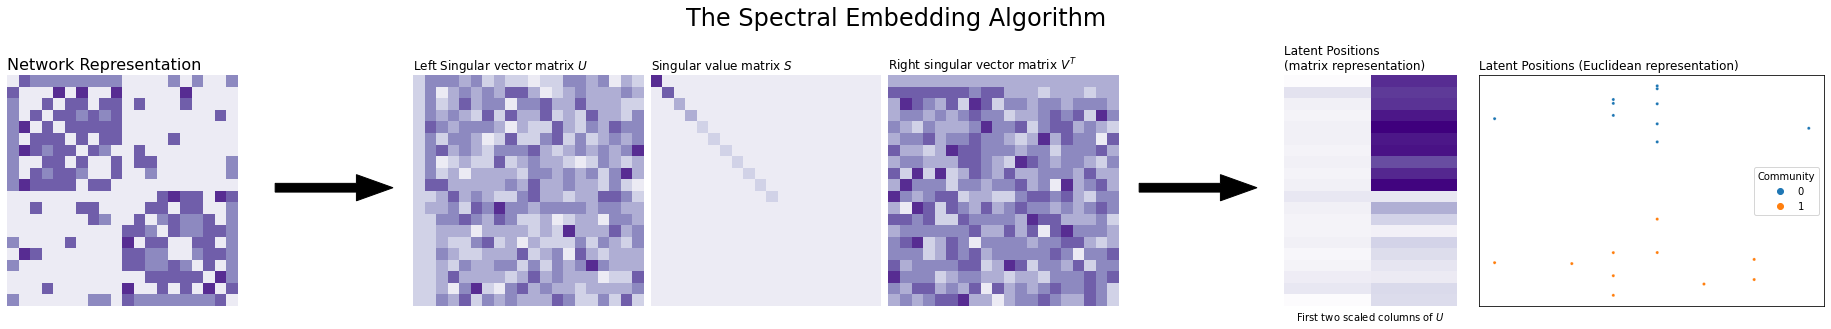 The Spectral Embedding Algorithm
Network Representation
Left Singular vector matrix U
Singular value matrix S
Right singular vector matrix V^T
Latent Positions
(matrix representation)
Latent Positions (Euclidean representation)
Community
0
1
First two scaled columns of U